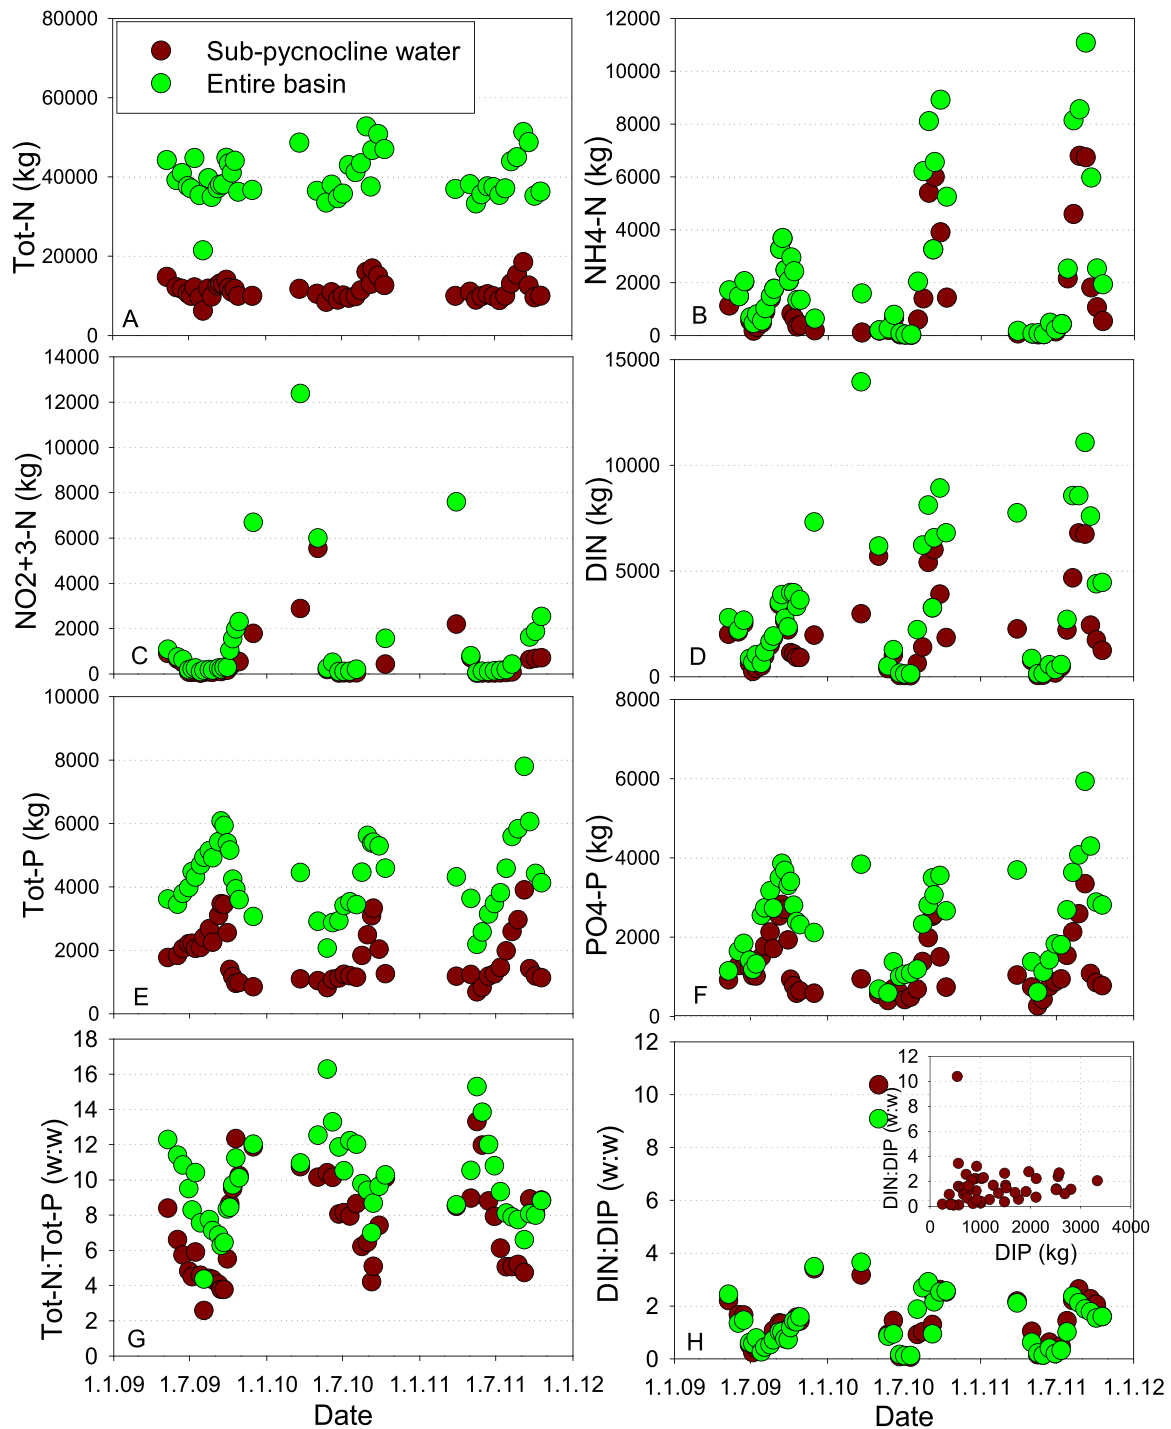 80000
60000
40000
20000
0
Tot-N (kg)
Sub-pycnocline water
Entire basin
A
12000
10000
8000
6000
4000
2000
0
NH4-N (kg)
B
14000
12000
10000
8000
6000
4000
2000
0
NO2+3-N (kg)
C
15000
10000
5000
0
DIN (kg)
D
10000
8000
6000
4000
2000
0
Tot-P (kg)
E
8000
6000
4000
2000
0
PO4-P (kg)
F
18
16
14
12
10
8
6
4
2
0
Tot-N:Tot-P (w:w)
G
1.1.09 1.7.09 1.1.10 1.7.10 1.1.11 1.7.11 1.1.12
Date
12
10
8
6
4
2
0
DIN:DIP (w:w)
H
12
10
8
6
4
2
0
DIN:DIP (w:w)
0 1000 2000 3000 4000
DIP (kg)
1.1.09 1.7.09 1.1.10 1.7.10 1.1.11 1.7.11 1.1.12
Date